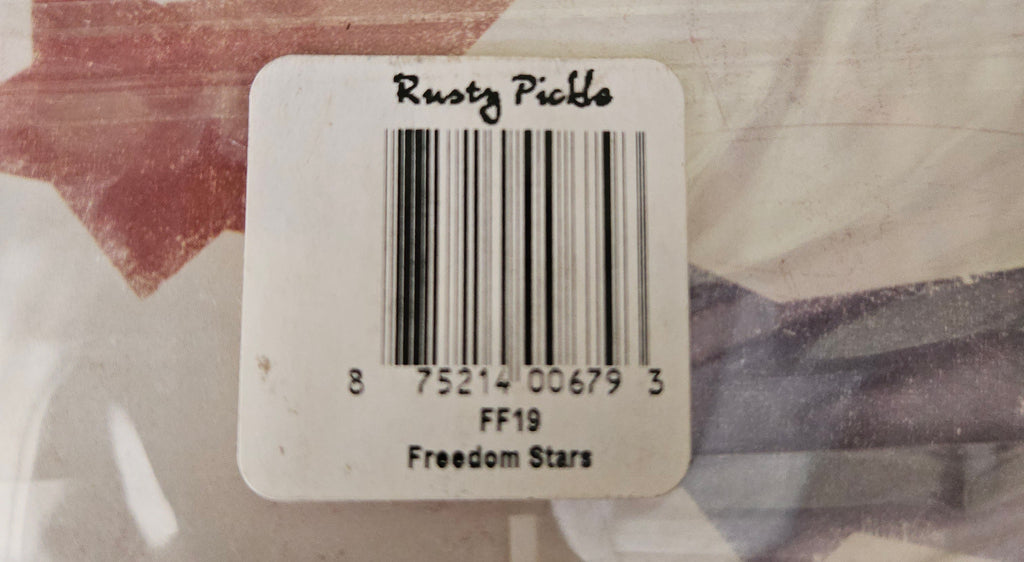 Rusty Pickle
8 75214 00679 3
FF19
Freedom Stars